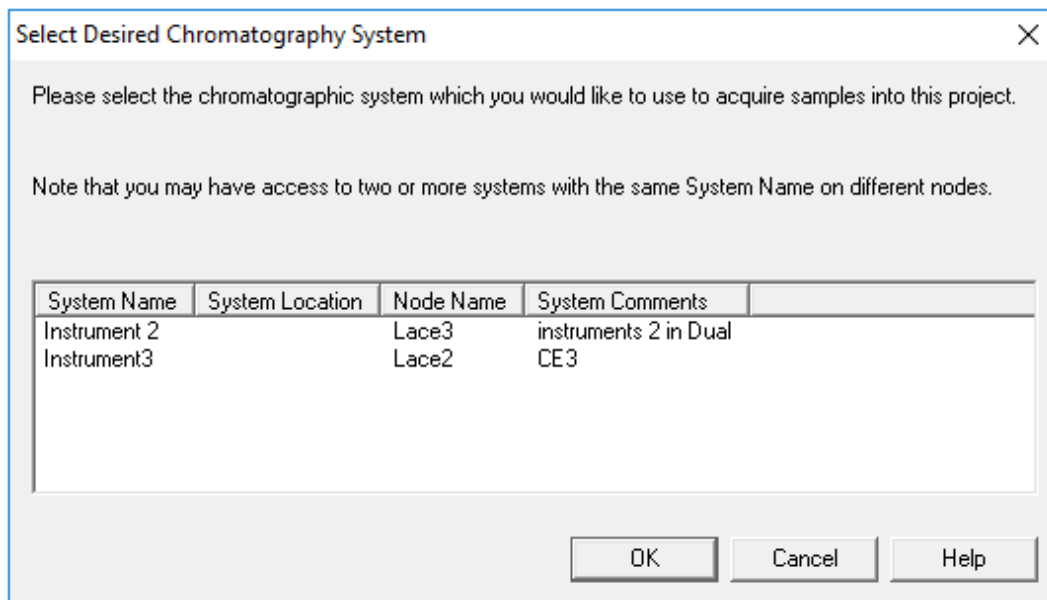 Select Desired Chromatography System
Please select the chromatographic system which you would like to use to acquire samples into this project.
Note that you may have access to two or more systems with the same System Name on different nodes.
System Name System Location Node Name System Comments
Instrument 2 Lace3 instruments 2 in Dual
Instrument3 Lace2 CE3
OK Cancel Help